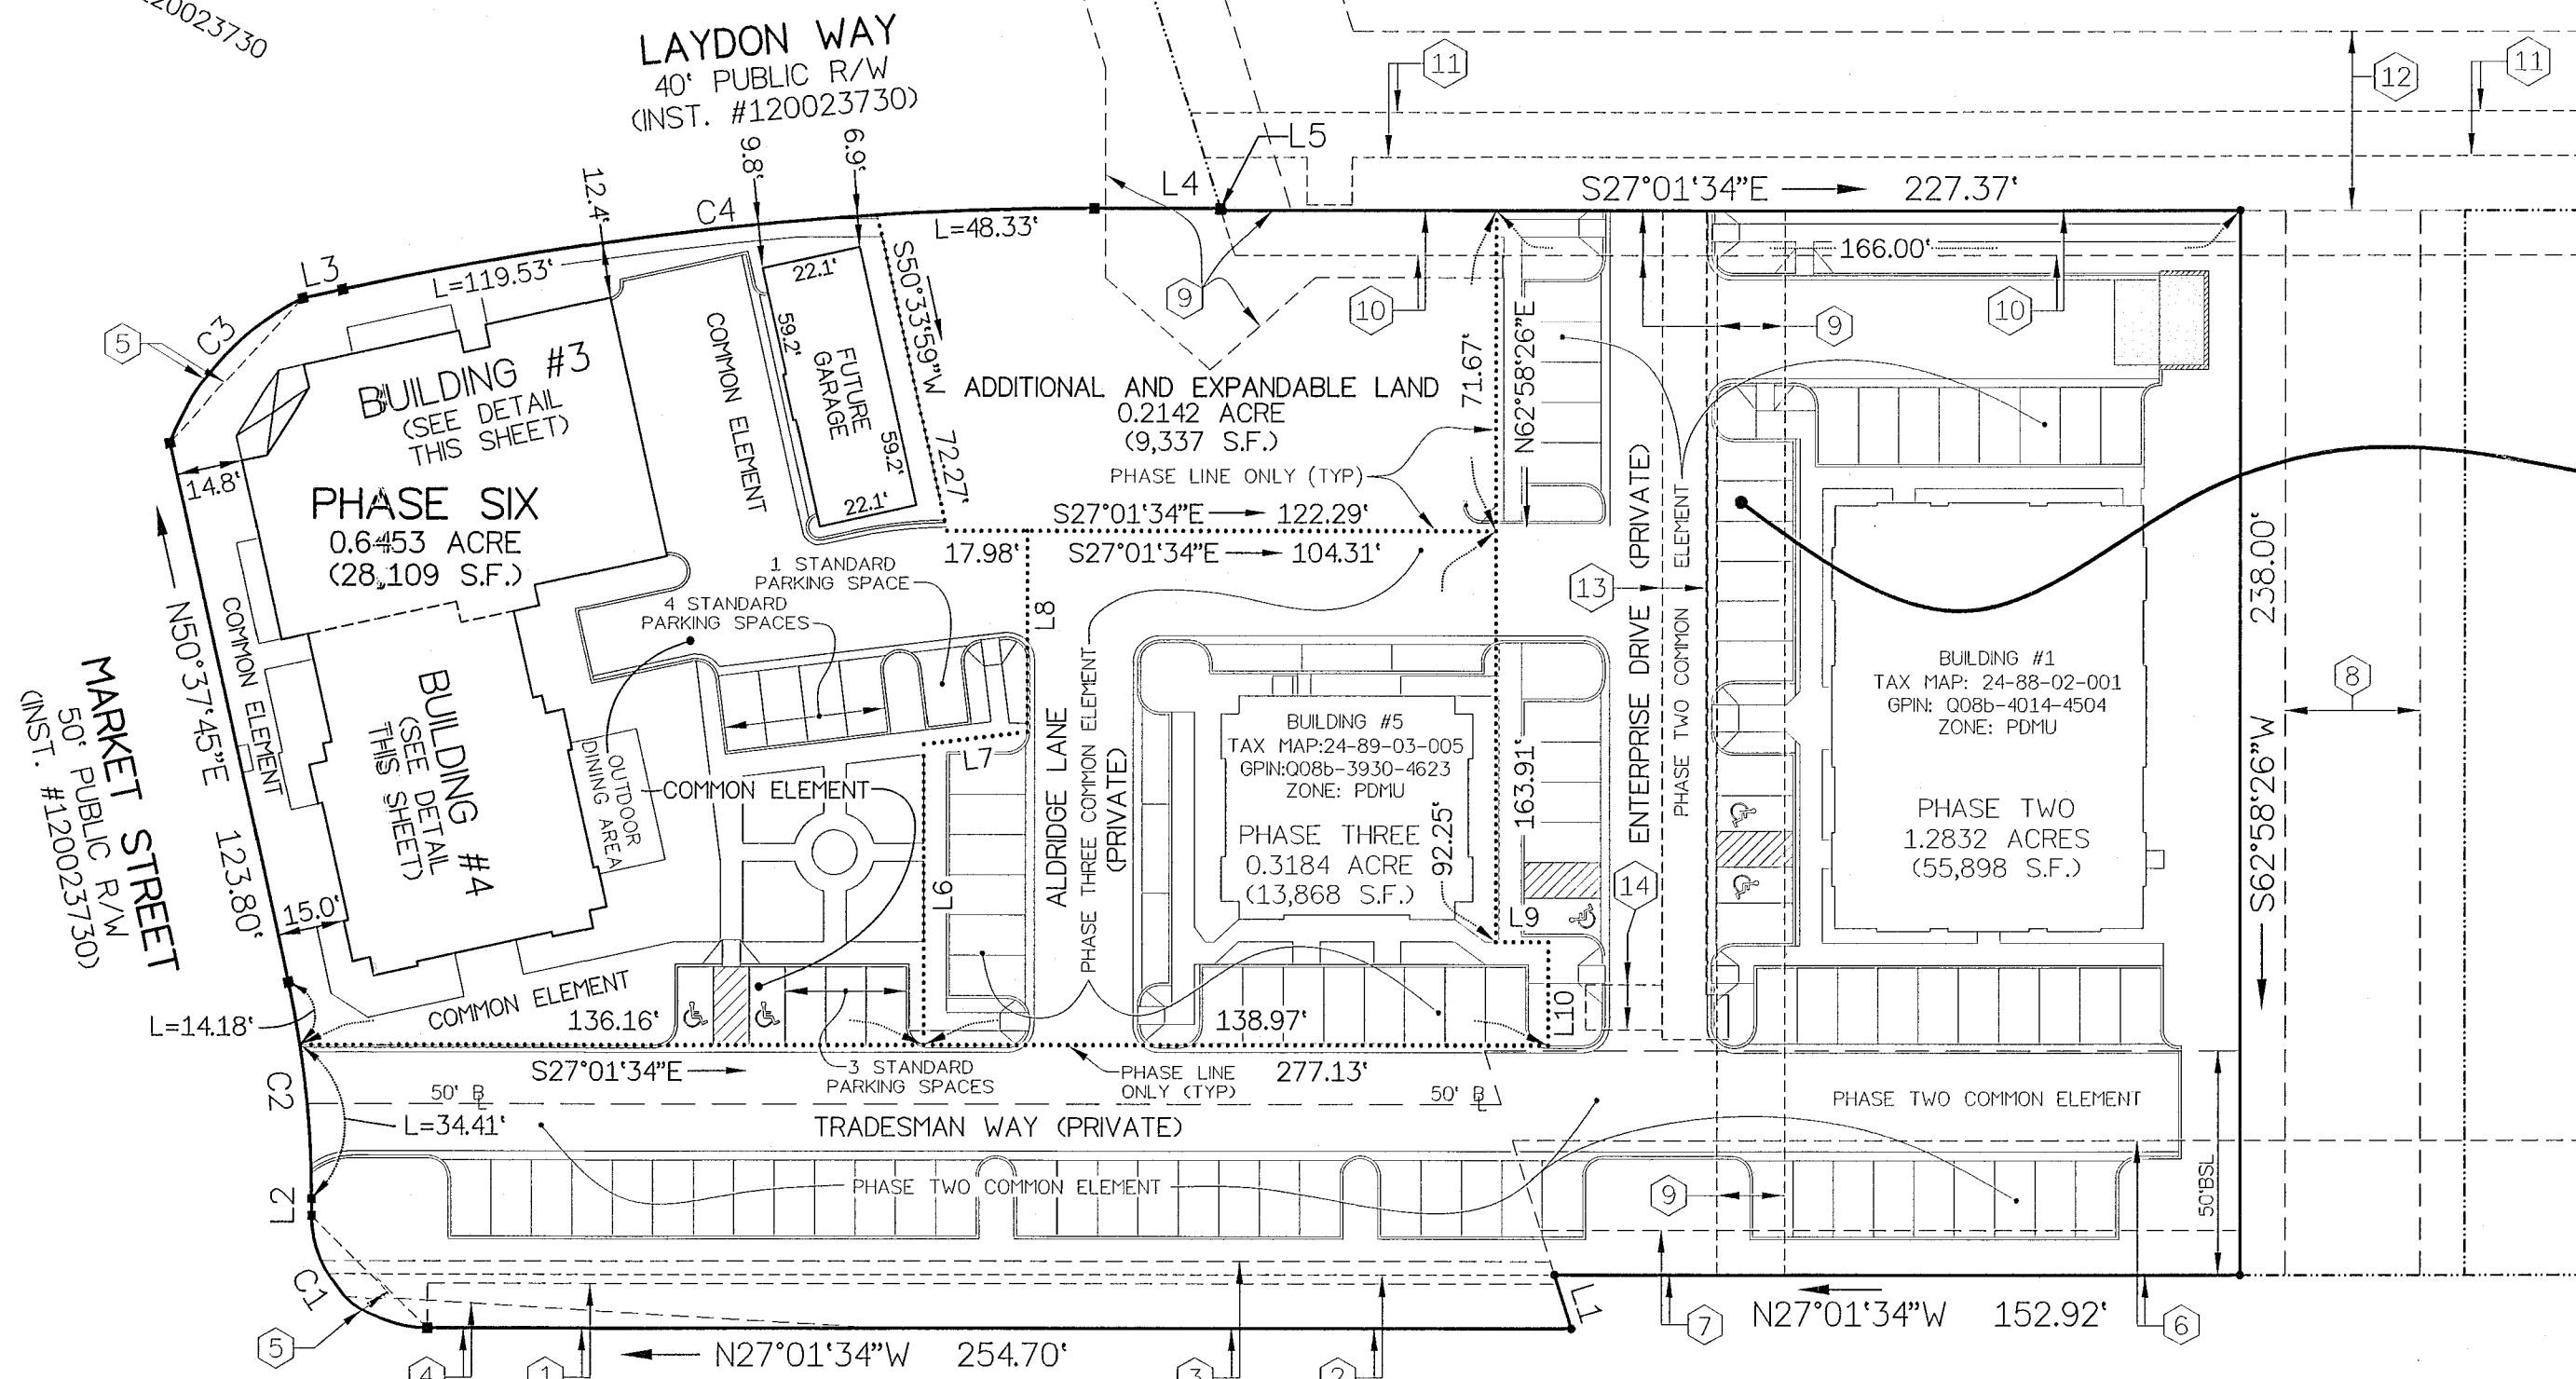 120023730
LAYDON WAY
40' PUBLIC R/W
(INST. #120023730)
9.8'
6.9'
12.4'
C4
L=48.33'
L4
L5
11
12
11
S27°01'34"E 227.37'
L3
L=119.53'
C3
5
22.1'
59.2'
FUTURE
GARAGE
59.2'
22.1'
S50°33'59"W
72.27'
COMMON ELEMENT
9
10
166.00'
9
10
BUILDING #3
(SEE DETAIL
THIS SHEET)
14.8'
PHASE SIX
0.6453 ACRE
(28,109 S.F.)
ADDITIONAL AND EXPANDABLE LAND
0.2142 ACRE
(9,337 S.F.)
PHASE LINE ONLY (TYP)
71.67'
N62°58'26"E
S27°01'34"E 122.29'
17.98'
S27°01'34"E 104.31'
1 STANDARD
PARKING SPACE
4 STANDARD
PARKING SPACES
L8
13
ENTERPRISE DRIVE (PRIVATE)
PHASE TWO COMMON ELEMENT
N50°37'45"E 123.80'
COMMON ELEMENT
MARKET STREET
50' PUBLIC R/W
(INST. #120023730)
BUILDING #4
(SEE DETAIL
THIS SHEET)
OUTDOOR
DINING AREA
COMMON ELEMENT
L7
L6
ALDRIDGE LANE
PHASE THREE COMMON ELEMENT
(PRIVATE)
BUILDING #5
TAX MAP:24-89-03-005
GPIN:Q08b-3930-4623
ZONE: PDMU
PHASE THREE
0.3184 ACRE
(13,868 S.F.)
92.25'
163.91'
L9
L10
14
BUILDING #1
TAX MAP: 24-88-02-001
GPIN: Q08b-4014-4504
ZONE: PDMU
PHASE TWO
1.2832 ACRES
(55,898 S.F.)
238.00'
S62°58'26"W
8
15.0'
L=14.18'
COMMON ELEMENT
136.16'
138.97'
S27°01'34"E
3 STANDARD
PARKING SPACES
PHASE LINE
ONLY (TYP)
277.13'
C2
50' BL
50' BL
L=34.41'
TRADESMAN WAY (PRIVATE)
PHASE TWO COMMON ELEMENT
50'BSL
L2
PHASE TWO COMMON ELEMENT
9
C1
5
L1
7
N27°01'34"W 152.92'
6
N27°01'34"W 254.70'
4
1
3
2